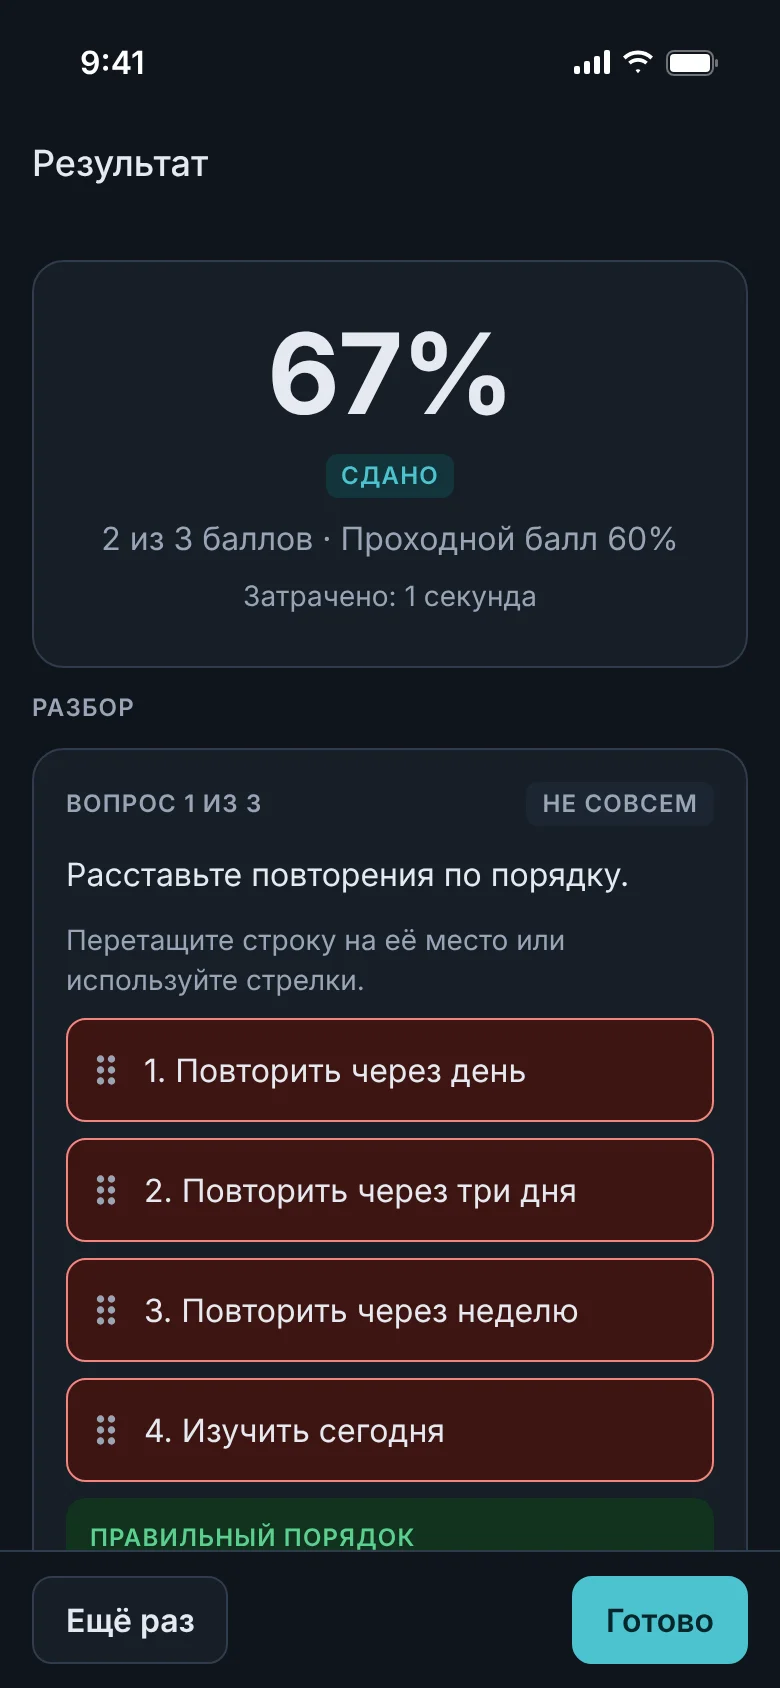 9:41
Результат
67%
СДАНО
2 из 3 баллов · Проходной балл 60%
Затрачено: 1 секунда
РАЗБОР
ВОПРОС 1 ИЗ 3
НЕ СОВСЕМ
Расставьте повторения по порядку.
Перетащите строку на её место или
используйте стрелки.
1. Повторить через день
2. Повторить через три дня
3. Повторить через неделю
4. Изучить сегодня
ПРАВИЛЬНЫЙ ПОРЯДОК
Ещё раз
Готово